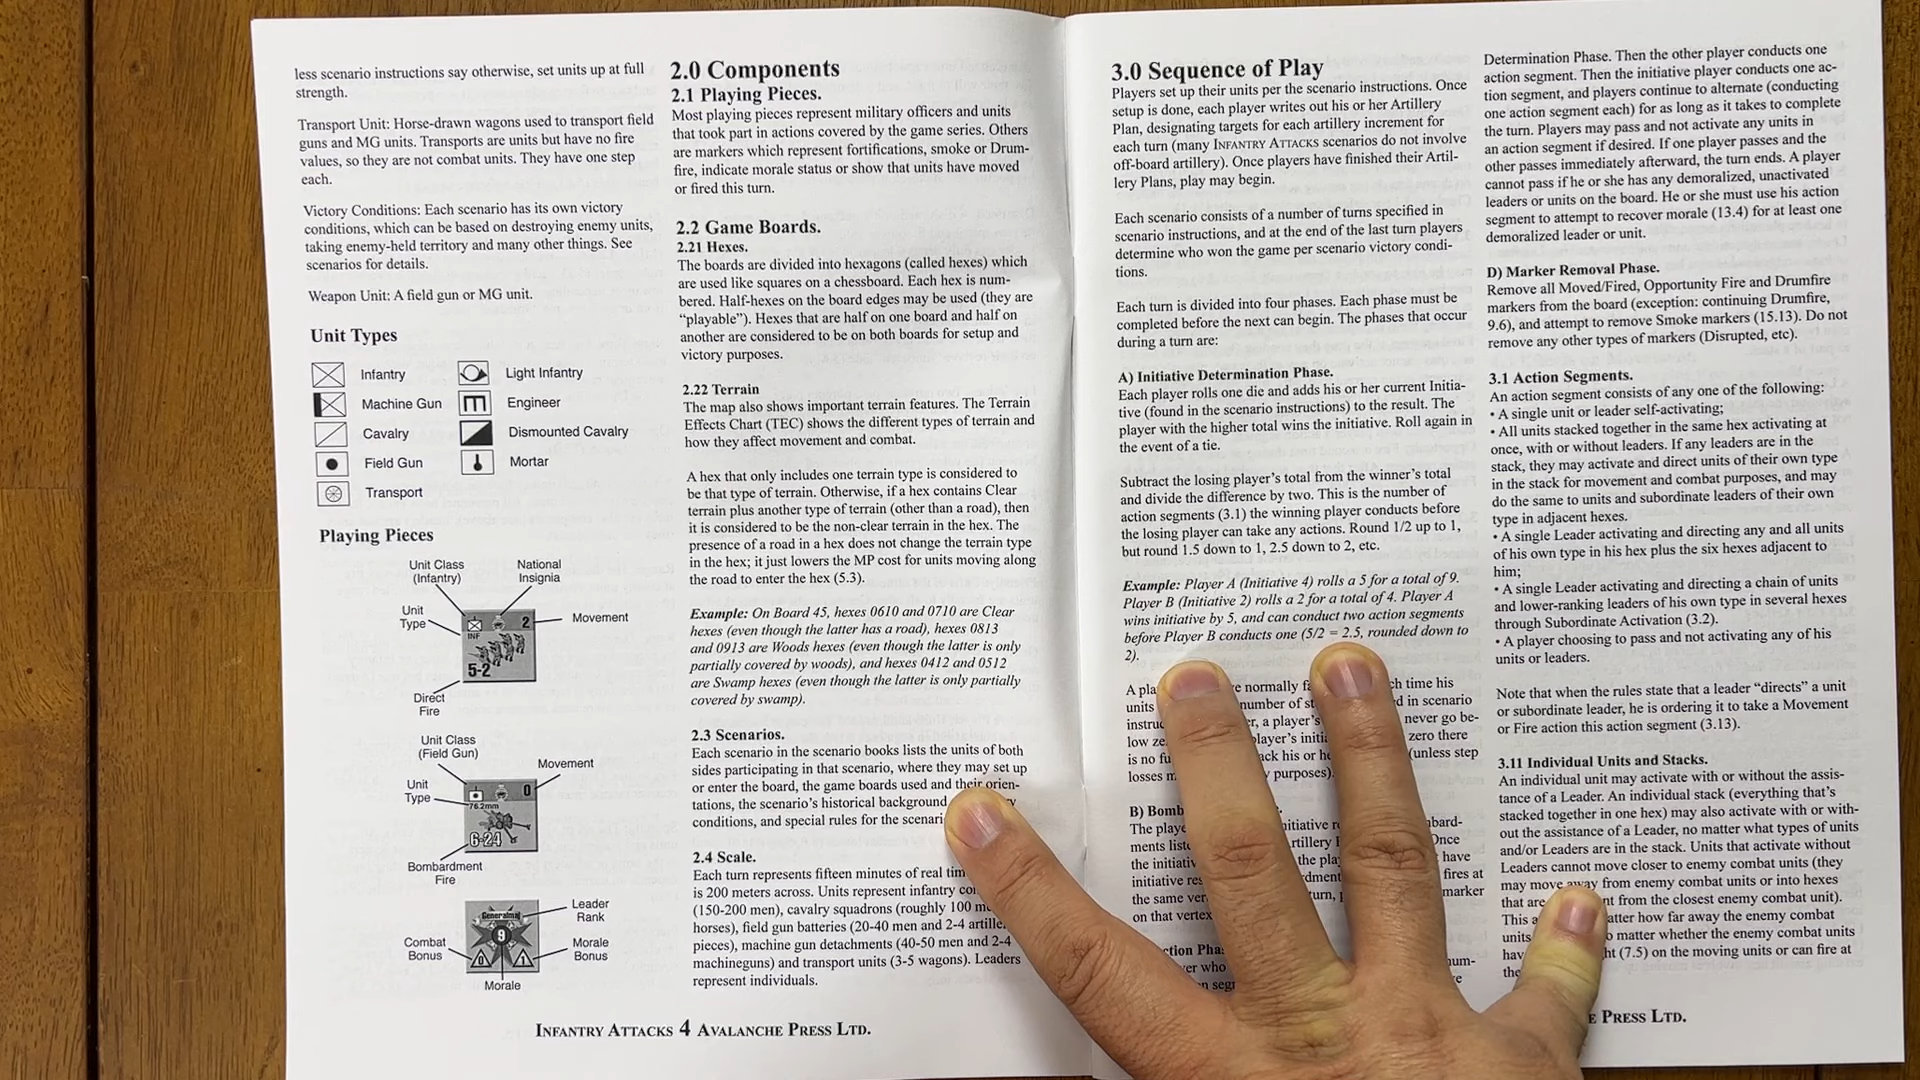 less scenario instructions say otherwise, set units up at full
strength.
Transport Unit: Horse-drawn wagons used to transport field
guns and MG units. Transports are units but have no fire
values, so they are not combat units. They have one step
each.
Victory Conditions: Each scenario has its own victory
conditions, which can be based on destroying enemy units,
taking enemy-held territory and many other things. See
scenarios for details.
Weapon Unit: A field gun or MG unit.
Unit Types
Infantry
Light Infantry
Machine Gun
Engineer
Cavalry
Dismounted Cavalry
Field Gun
Mortar
Transport
Playing Pieces
Unit Class
(Infantry)
National
Insignia
Unit
Type
Movement
2
INF
5-2
Direct
Fire
Unit Class
(Field Gun)
Movement
Unit
Type
0
76.2mm
6-24
Bombardment
Fire
Leader
Rank
Generalmaj
9
Combat
Bonus
0
1
Morale
Bonus
Morale
2.0 Components
2.1 Playing Pieces.
Most playing pieces represent military officers and units
that took part in actions covered by the game series. Others
are markers which represent fortifications, smoke or Drum-
fire, indicate morale status or show that units have moved
or fired this turn.
2.2 Game Boards.
2.21 Hexes.
The boards are divided into hexagons (called hexes) which
are used like squares on a chessboard. Each hex is num-
bered. Half-hexes on the board edges may be used (they are
“playable”). Hexes that are half on one board and half on
another are considered to be on both boards for setup and
victory purposes.
2.22 Terrain
The map also shows important terrain features. The Terrain
Effects Chart (TEC) shows the different types of terrain and
how they affect movement and combat.
A hex that only includes one terrain type is considered to
be that type of terrain. Otherwise, if a hex contains Clear
terrain plus another type of terrain (other than a road), then
it is considered to be the non-clear terrain in the hex. The
presence of a road in a hex does not change the terrain type
in the hex; it just lowers the MP cost for units moving along
the road to enter the hex (5.3).
Example: On Board 45, hexes 0610 and 0710 are Clear
hexes (even though the latter has a road), hexes 0813
and 0913 are Woods hexes (even though the latter is only
partially covered by woods), and hexes 0412 and 0512
are Swamp hexes (even though the latter is only partially
covered by swamp).
2.3 Scenarios.
Each scenario in the scenario books lists the units of both
sides participating in that scenario, where they may set up
or enter the board, the game boards used and their orien-
tations, the scenario’s historical background
conditions, and special rules for the
2.4 Scale.
Each turn represents fifteen minutes of real
is 200 meters across. Units represent infantry
(150-200 men), cavalry squadrons (roughly 100
horses), field gun batteries (20-40 men and 2-4
pieces), machine gun detachments (40-50 men and 2-4
machineguns) and transport units (3-5 wagons). Leaders
represent individuals.
INFANTRY ATTACKS 4 AVALANCHE PRESS LTD.
3.0 Sequence of Play
Players set up their units per the scenario instructions. Once
setup is done, each player writes out his or her Artillery
Plan, designating targets for each artillery increment for
each turn (many INFANTRY ATTACKS scenarios do not involve
off-board artillery). Once players have finished their Artil-
lery Plans, play may begin.
Each scenario consists of a number of turns specified in
scenario instructions, and at the end of the last turn players
determine who won the game per scenario victory condi-
tions.
Each turn is divided into four phases. Each phase must be
completed before the next can begin. The phases that occur
during a turn are:
A) Initiative Determination Phase.
Each player rolls one die and adds his or her current Initia-
tive (found in the scenario instructions) to the result. The
player with the higher total wins the initiative. Roll again in
the event of a tie.
Subtract the losing player’s total from the winner’s total
and divide the difference by two. This is the number of
action segments (3.1) the winning player conducts before
the losing player can take any actions. Round 1/2 up to 1,
but round 1.5 down to 1, 2.5 down to 2, etc.
Example: Player A (Initiative 4) rolls a 5 for a total of 9.
Player B (Initiative 2) rolls a 2 for a total of 4. Player A
wins initiative by 5, and can conduct two action segments
before Player B conducts one (5/2 = 2.5, rounded down to
2).
A normally time his
units number of in scenario
a player’s never go be-
low zero there
is no his or (unless step
losses purposes).
B)
The
the
the initiative the have
initiative fires at
the same turn, marker
on that vertex
who
Determination Phase. Then the other player conducts one
action segment. Then the initiative player conducts one ac-
tion segment, and players continue to alternate (conducting
one action segment each) for as long as it takes to complete
the turn. Players may pass and not activate any units in
an action segment if desired. If one player passes and the
other passes immediately afterward, the turn ends. A player
cannot pass if he or she has any demoralized, unactivated
leaders or units on the board. He or she must use his action
segment to attempt to recover morale (13.4) for at least one
demoralized leader or unit.
D) Marker Removal Phase.
Remove all Moved/Fired, Opportunity Fire and Drumfire
markers from the board (exception: continuing Drumfire,
9.6), and attempt to remove Smoke markers (15.13). Do not
remove any other types of markers (Disrupted, etc).
3.1 Action Segments.
An action segment consists of any one of the following:
• A single unit or leader self-activating;
• All units stacked together in the same hex activating at
once, with or without leaders. If any leaders are in the
stack, they may activate and direct units of their own type
in the stack for movement and combat purposes, and may
do the same to units and subordinate leaders of their own
type in adjacent hexes.
• A single Leader activating and directing any and all units
of his own type in his hex plus the six hexes adjacent to
him;
• A single Leader activating and directing a chain of units
and lower-ranking leaders of his own type in several hexes
through Subordinate Activation (3.2).
• A player choosing to pass and not activating any of his
units or leaders.
Note that when the rules state that a leader “directs” a unit
or subordinate leader, he is ordering it to take a Movement
or Fire action this action segment (3.13).
3.11 Individual Units and Stacks.
An individual unit may activate with or without the assis-
tance of a Leader. An individual stack (everything that’s
stacked together in one hex) may also activate with or with-
out the assistance of a Leader, no matter what types of units
and/or Leaders are in the stack. Units that activate without
Leaders cannot move closer to enemy combat units (they
may move away from enemy combat units or into hexes
that are from the closest enemy combat unit).
This how far away the enemy combat
units matter whether the enemy combat units
(7.5) on the moving units or can fire at
PRESS LTD.